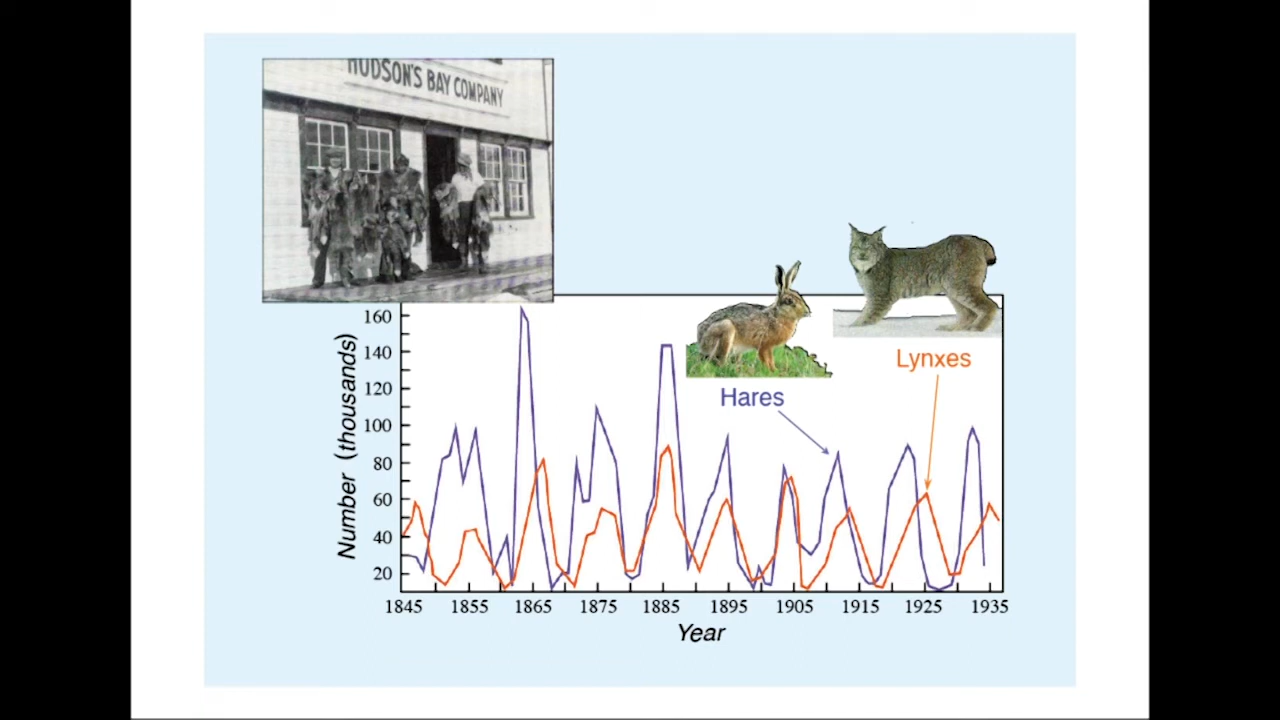 HUDSON'S BAY COMPANY
Number (thousands)
160
140
120
100
80
60
40
20
Hares
Lynxes
1845 1855 1865 1875 1885 1895 1905 1915 1925 1935
Year